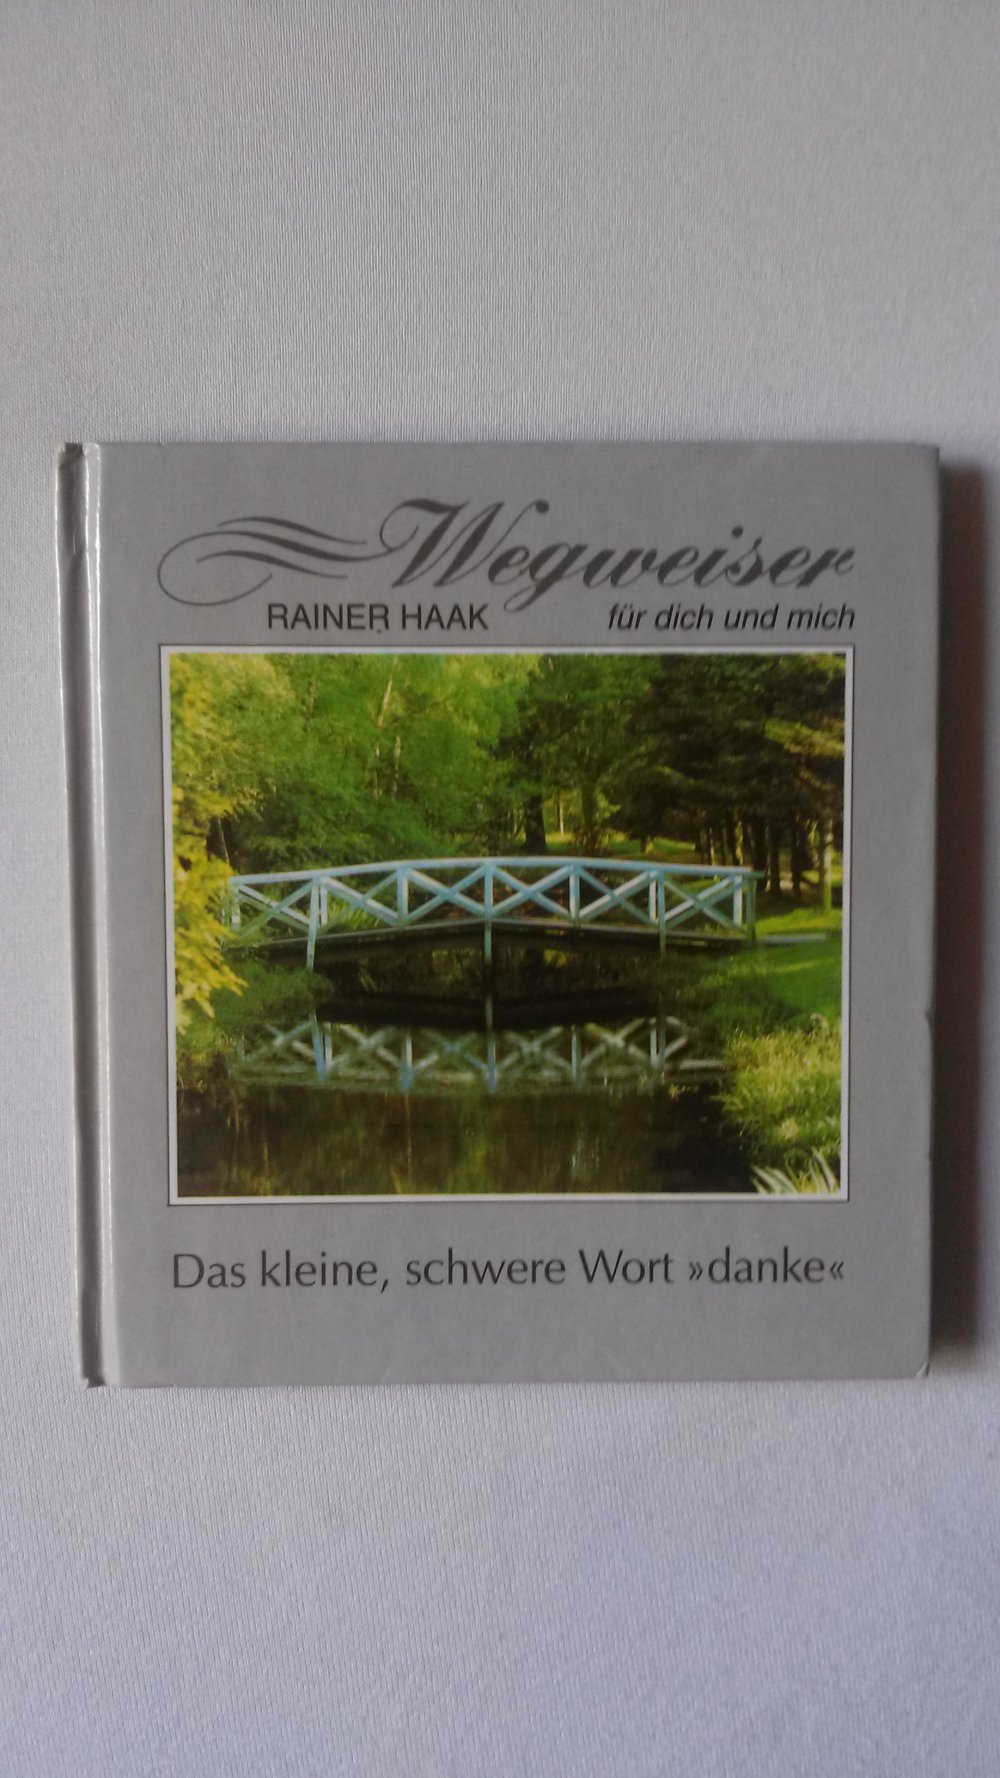 Wegweiser
RAINER HAAK für dich und mich
Das kleine, schwere Wort »danke«